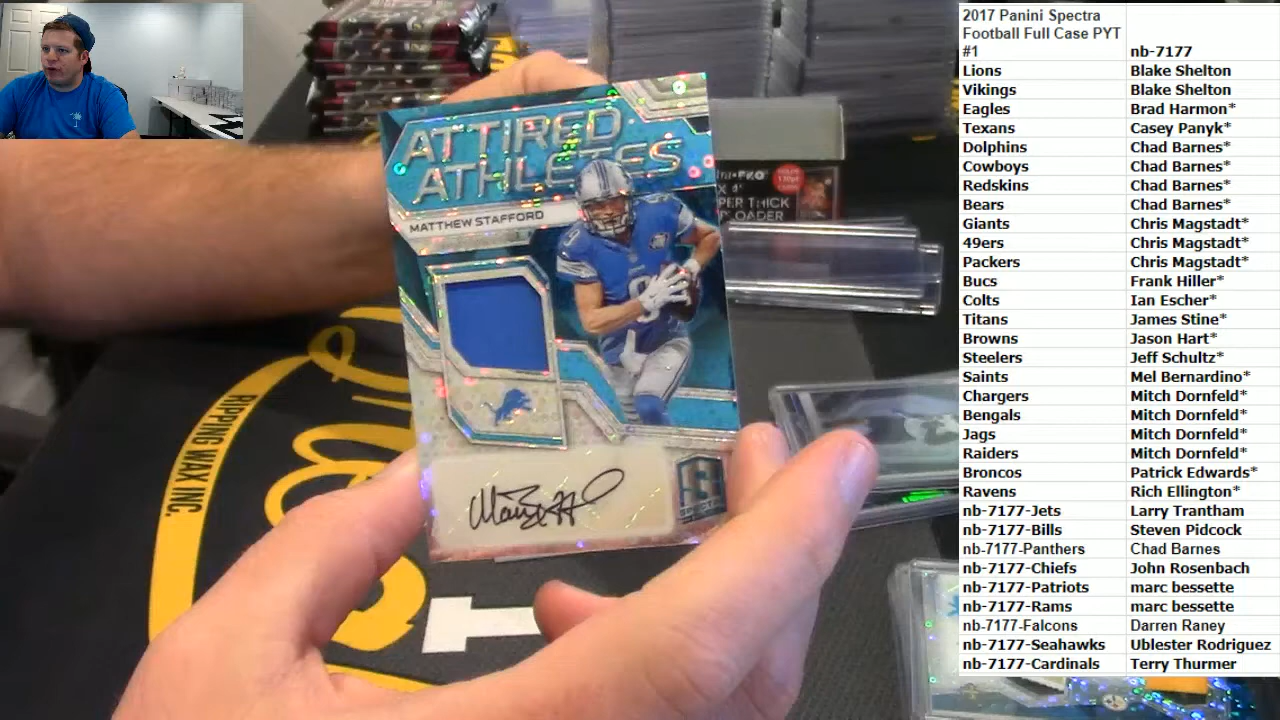 2017 Panini Spectra
Football Full Case PYT
#1 nb-7177
Lions Blake Shelton
Vikings Blake Shelton
Eagles Brad Harmon*
Texans Casey Panyk*
Dolphins Chad Barnes*
Cowboys Chad Barnes*
Redskins Chad Barnes*
Bears Chad Barnes*
Giants Chris Magstadt*
49ers Chris Magstadt*
Packers Chris Magstadt*
Bucs Frank Hiller*
Colts Ian Escher*
Titans James Stine*
Browns Jason Hart*
Steelers Jeff Schultz*
Saints Mel Bernardino*
Chargers Mitch Dornfeld*
Bengals Mitch Dornfeld*
Jags Mitch Dornfeld*
Raiders Mitch Dornfeld*
Broncos Patrick Edwards*
Ravens Rich Ellington*
nb-7177-Jets Larry Trantham
nb-7177-Bills Steven Pidcock
nb-7177-Panthers Chad Barnes
nb-7177-Chiefs John Rosenbach
nb-7177-Patriots marc bessette
nb-7177-Rams marc bessette
nb-7177-Falcons Darren Raney
nb-7177-Seahawks Ublester Rodriguez
nb-7177-Cardinals Terry Thurmer
ATTIRED
ATHLETES
MATTHEW STAFFORD
9
SPECTRA
RIPPING WAX INC.
THICK